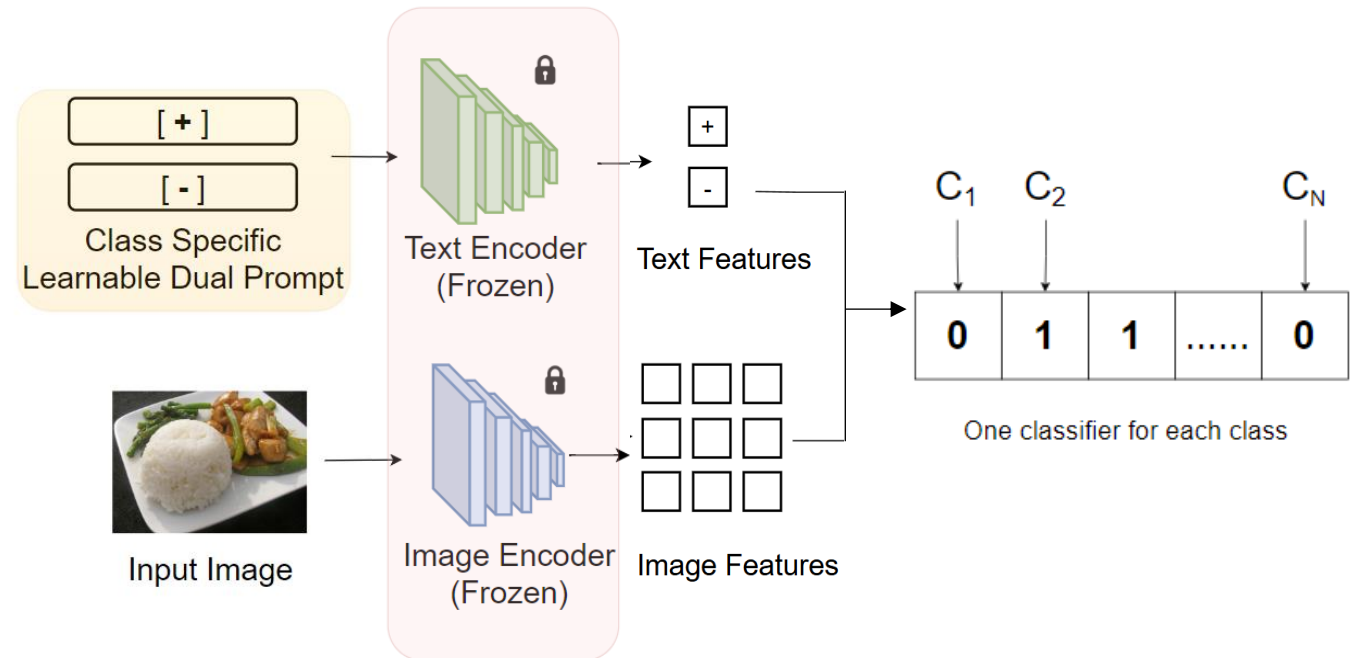 [ + ]
[ - ]
Class Specific
Learnable Dual Prompt
Text Encoder
(Frozen)
+
-
Text Features
Input Image
Image Encoder
(Frozen)
Image Features
C1 C2 CN
0 1 1 ...... 0
One classifier for each class